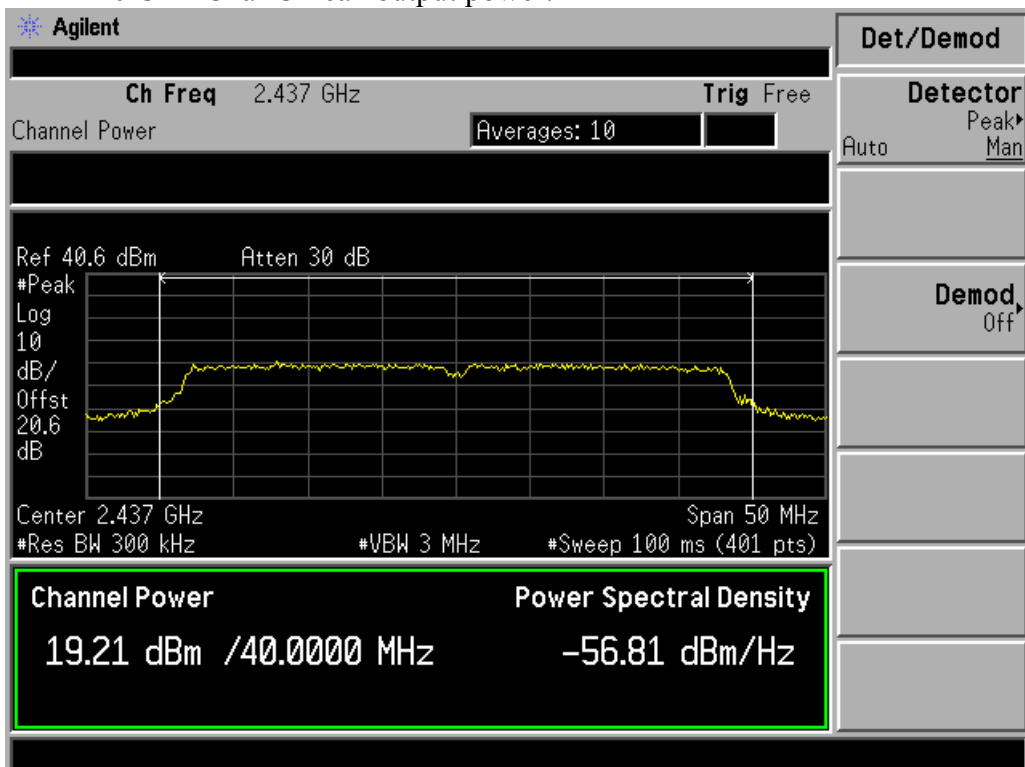 Agilent
Det/Demod
Ch Freq 2.437 GHz Trig Free
Channel Power Averages: 10
Detector
Peak
Auto Man
Ref 40.6 dBm Atten 30 dB
#Peak
Log
10
dB/
Offst
20.6
dB
Demod
Off
Center 2.437 GHz Span 50 MHz
#Res BW 300 kHz #VBW 3 MHz #Sweep 100 ms (401 pts)
Channel Power Power Spectral Density
19.21 dBm /40.0000 MHz -56.81 dBm/Hz